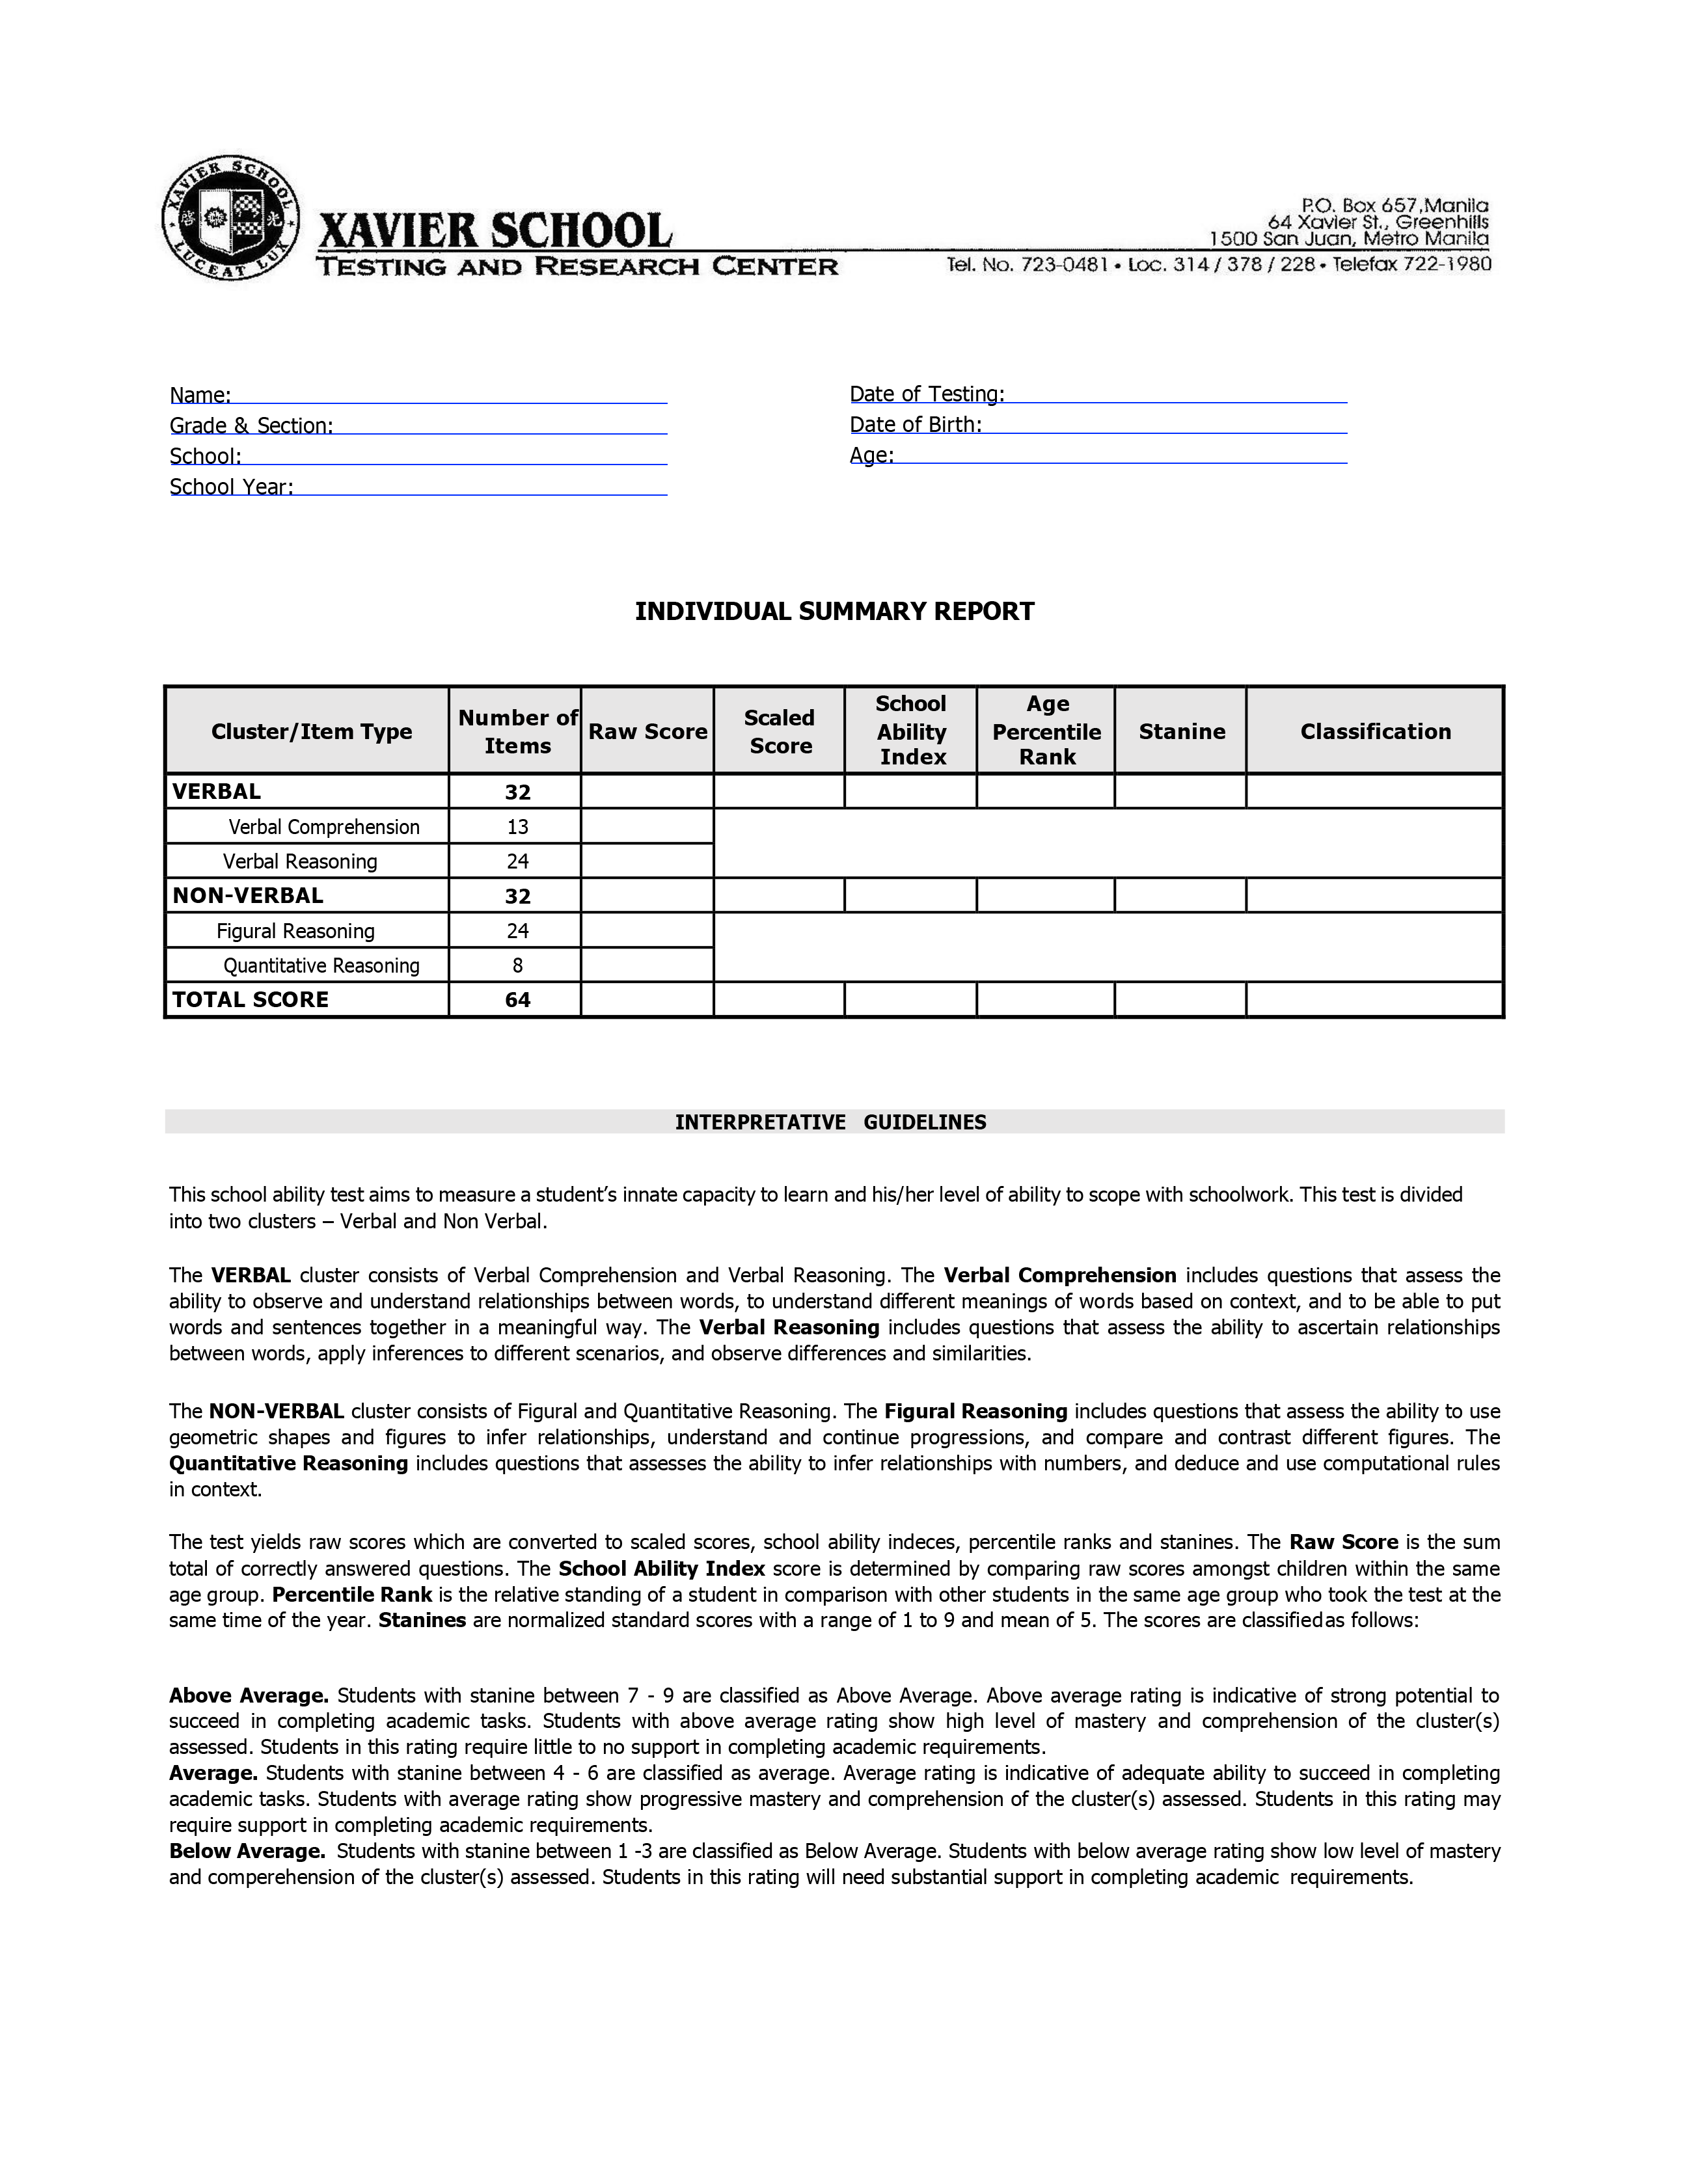 XAVIER SCHOOL
啓 光
LUCEAT LUX
XAVIER SCHOOL
TESTING AND RESEARCH CENTER
P.O. Box 657,Manila
64 Xavier St., Greenhills
1500 San Juan, Metro Manila
Tel. No. 723-0481 • Loc. 314 / 378 / 228 • Telefax 722-1980
Name:
Grade & Section:
School:
School Year:
Date of Testing:
Date of Birth:
Age:
INDIVIDUAL SUMMARY REPORT
Cluster/Item Type Number of Items Raw Score Scaled Score School Ability Index Age Percentile Rank Stanine Classification
VERBAL 32
Verbal Comprehension 13
Verbal Reasoning 24
NON-VERBAL 32
Figural Reasoning 24
Quantitative Reasoning 8
TOTAL SCORE 64
INTERPRETATIVE GUIDELINES
This school ability test aims to measure a student’s innate capacity to learn and his/her level of ability to scope with schoolwork. This test is divided
into two clusters – Verbal and Non Verbal.
The VERBAL cluster consists of Verbal Comprehension and Verbal Reasoning. The Verbal Comprehension includes questions that assess the
ability to observe and understand relationships between words, to understand different meanings of words based on context, and to be able to put
words and sentences together in a meaningful way. The Verbal Reasoning includes questions that assess the ability to ascertain relationships
between words, apply inferences to different scenarios, and observe differences and similarities.
The NON-VERBAL cluster consists of Figural and Quantitative Reasoning. The Figural Reasoning includes questions that assess the ability to use
geometric shapes and figures to infer relationships, understand and continue progressions, and compare and contrast different figures. The
Quantitative Reasoning includes questions that assesses the ability to infer relationships with numbers, and deduce and use computational rules
in context.
The test yields raw scores which are converted to scaled scores, school ability indeces, percentile ranks and stanines. The Raw Score is the sum
total of correctly answered questions. The School Ability Index score is determined by comparing raw scores amongst children within the same
age group. Percentile Rank is the relative standing of a student in comparison with other students in the same age group who took the test at the
same time of the year. Stanines are normalized standard scores with a range of 1 to 9 and mean of 5. The scores are classifiedas follows:
Above Average. Students with stanine between 7 - 9 are classified as Above Average. Above average rating is indicative of strong potential to
succeed in completing academic tasks. Students with above average rating show high level of mastery and comprehension of the cluster(s)
assessed. Students in this rating require little to no support in completing academic requirements.
Average. Students with stanine between 4 - 6 are classified as average. Average rating is indicative of adequate ability to succeed in completing
academic tasks. Students with average rating show progressive mastery and comprehension of the cluster(s) assessed. Students in this rating may
require support in completing academic requirements.
Below Average. Students with stanine between 1 -3 are classified as Below Average. Students with below average rating show low level of mastery
and comperehension of the cluster(s) assessed. Students in this rating will need substantial support in completing academic requirements.